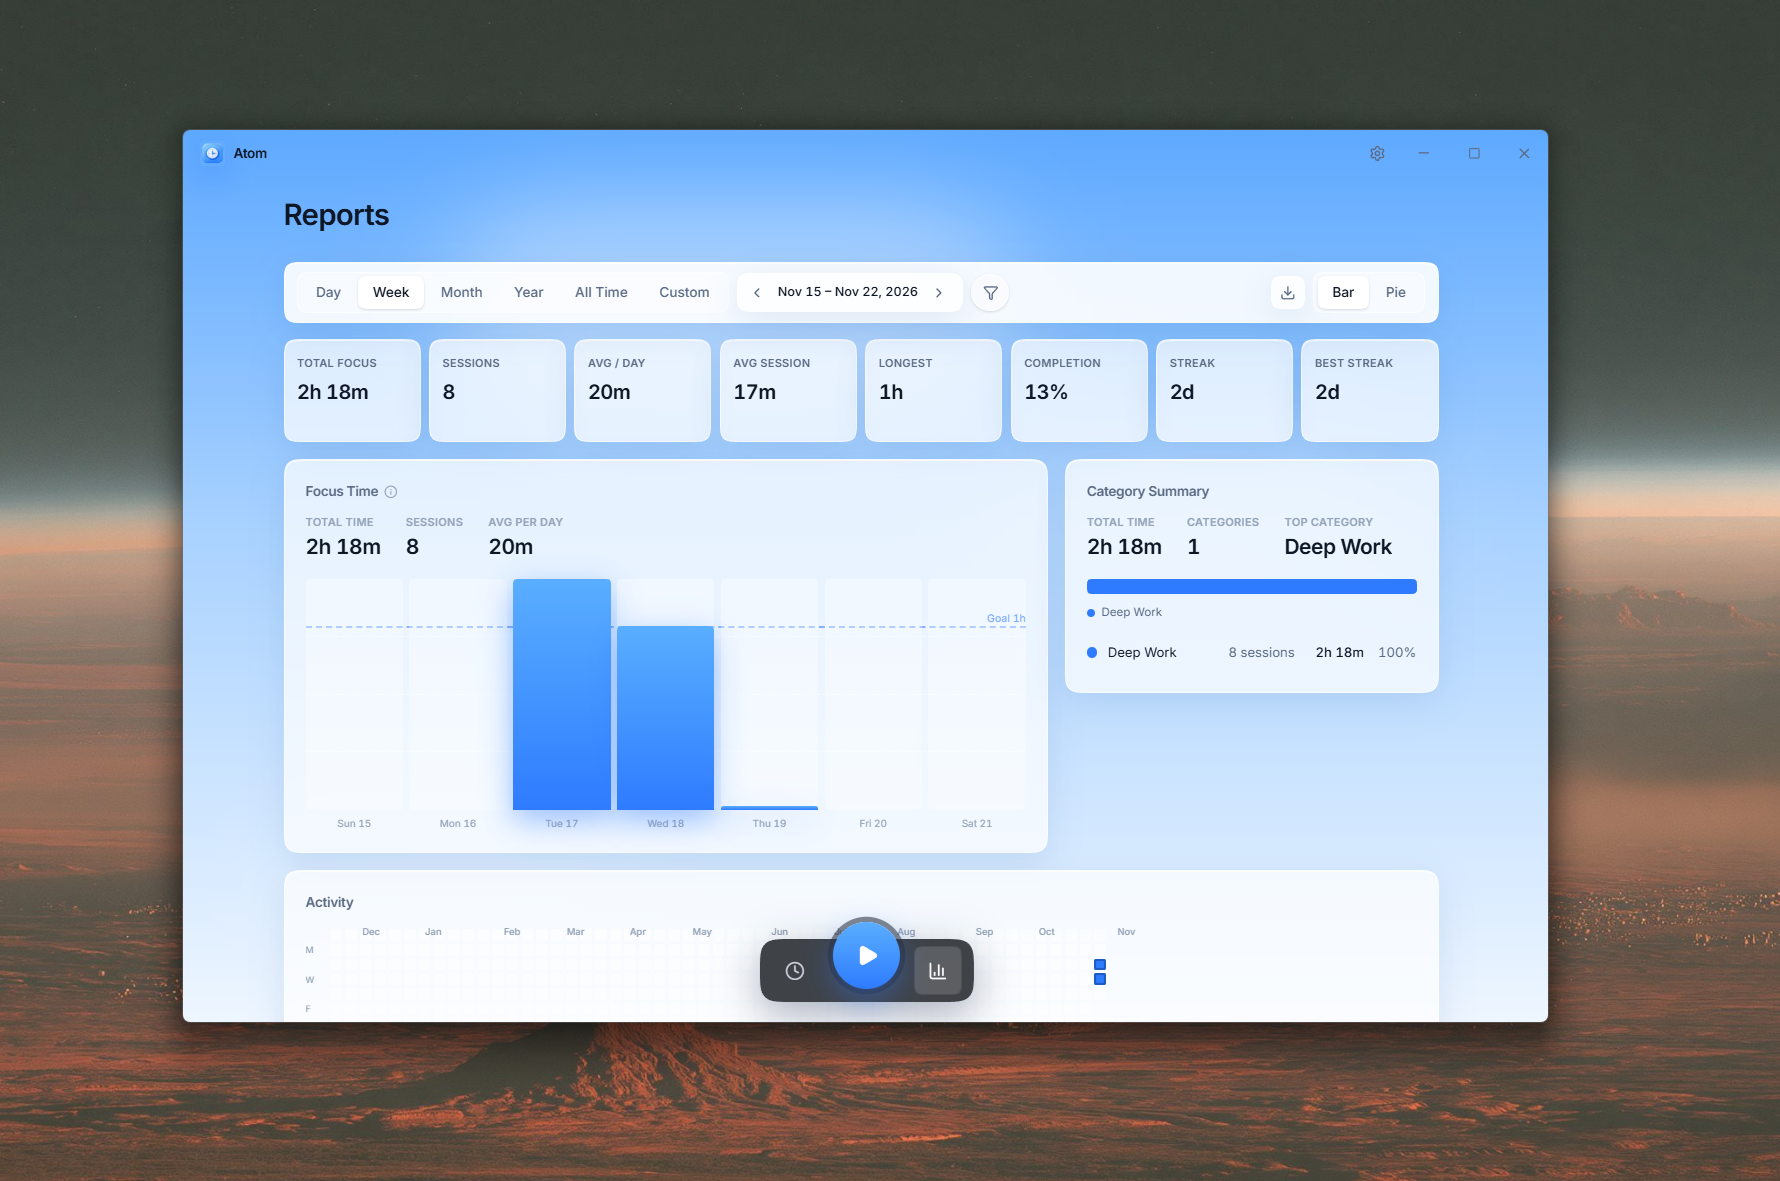 Atom
Reports
Day Week Month Year All Time Custom Nov 15 – Nov 22, 2026 Bar Pie
TOTAL FOCUS SESSIONS AVG / DAY AVG SESSION LONGEST COMPLETION STREAK BEST STREAK
2h 18m 8 20m 17m 1h 13% 2d 2d
Focus Time
TOTAL TIME SESSIONS AVG PER DAY
2h 18m 8 20m
Goal 1h
Sun 15 Mon 16 Tue 17 Wed 18 Thu 19 Fri 20 Sat 21
Category Summary
TOTAL TIME CATEGORIES TOP CATEGORY
2h 18m 1 Deep Work
Deep Work
Deep Work 8 sessions 2h 18m 100%
Activity
Dec Jan Feb Mar Apr May Jun Aug Sep Oct Nov
M
W
F